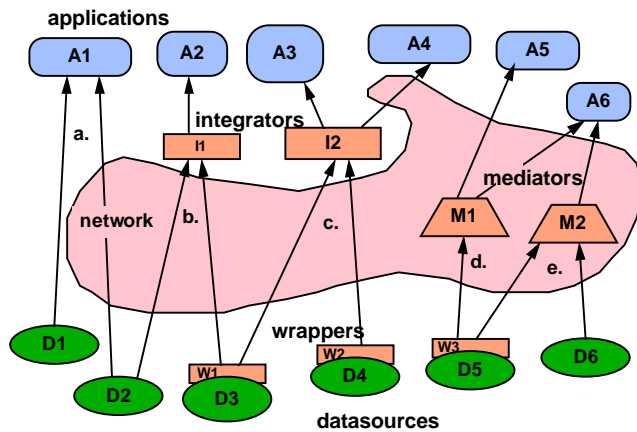 applications
A1
A2
A3
A4
A5
A6
a.
integrators
I1
I2
mediators
network
b.
c.
M1
M2
d.
e.
wrappers
D1
D2
W1
D3
W2
D4
W3
D5
D6
datasources